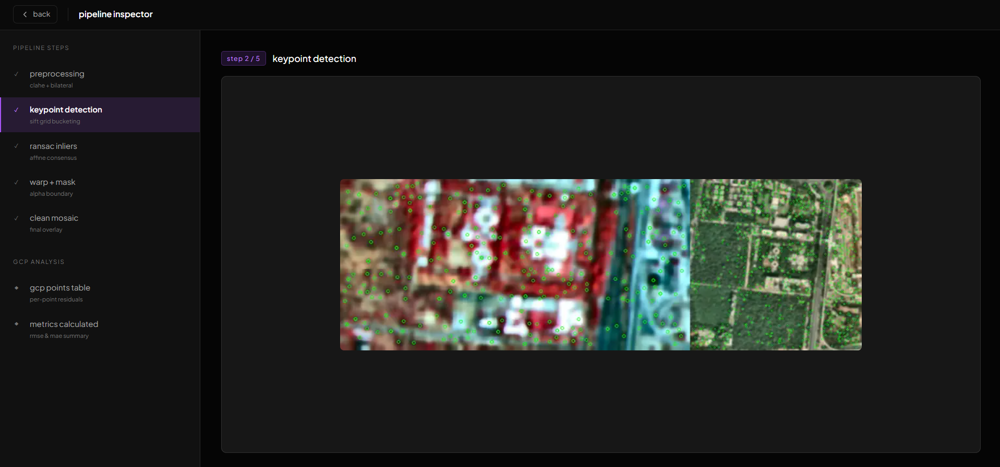 back
pipeline inspector
PIPELINE STEPS
✓ preprocessing
clahe + bilateral
✓ keypoint detection
sift grid bucketing
✓ ransac inliers
affine consensus
✓ warp + mask
alpha boundary
✓ clean mosaic
final overlay
GCP ANALYSIS
gcp points table
per-point residuals
metrics calculated
rmse & mae summary
step 2 / 5 keypoint detection